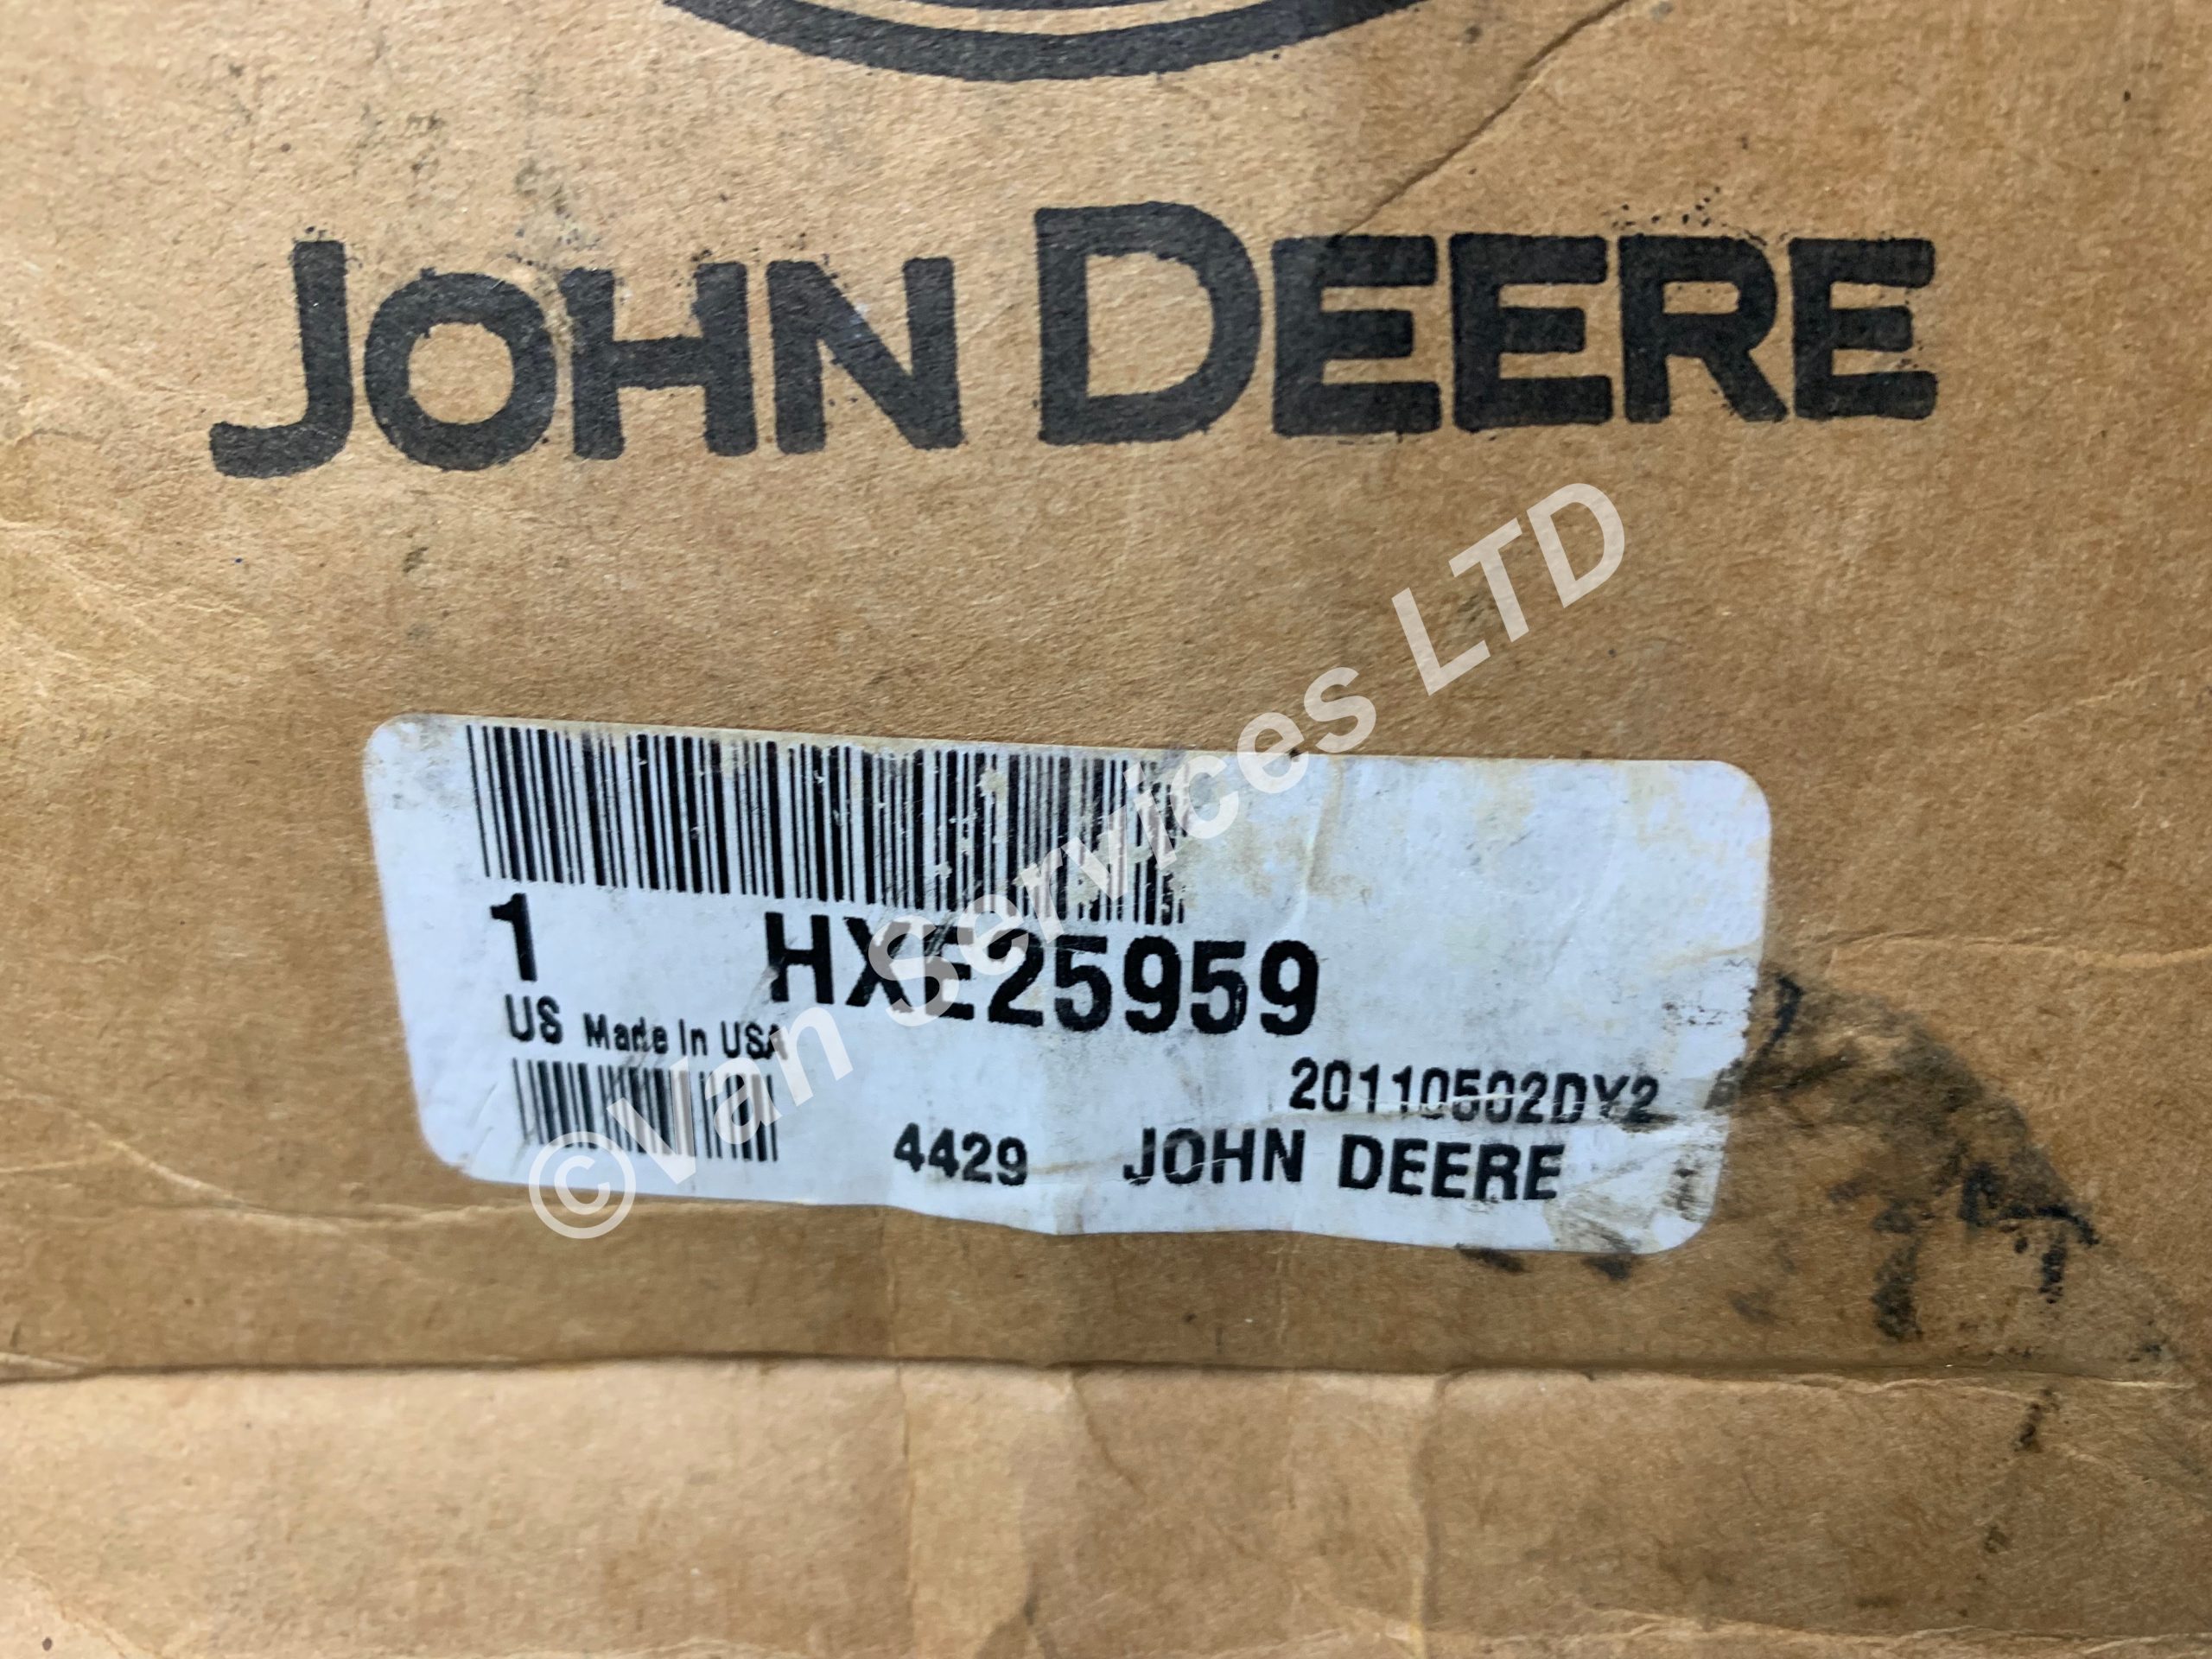 JOHN DEERE
1 HXE25959
US Made In USA
20110502DY2
4429 JOHN DEERE
©Van Services LTD